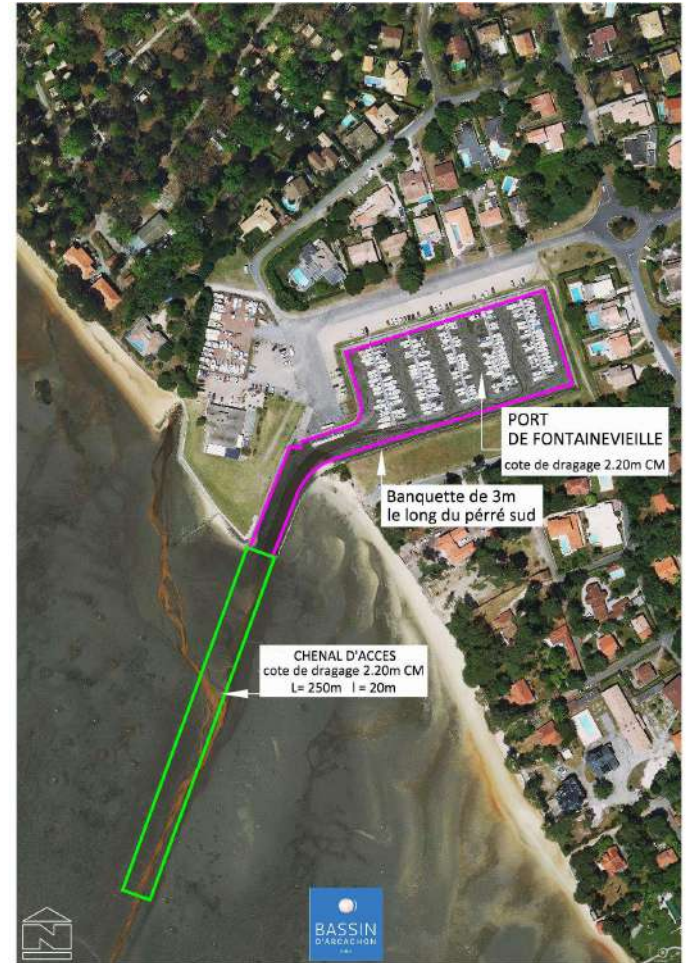 PORT
DE FONTAINEVIEILLE
cote de dragage 2.20m CM
Banquette de 3m
le long du pérré sud
CHENAL D'ACCES
cote de dragage 2.20m CM
L= 250m l = 20m
N
BASSIN
D'ARCACHON